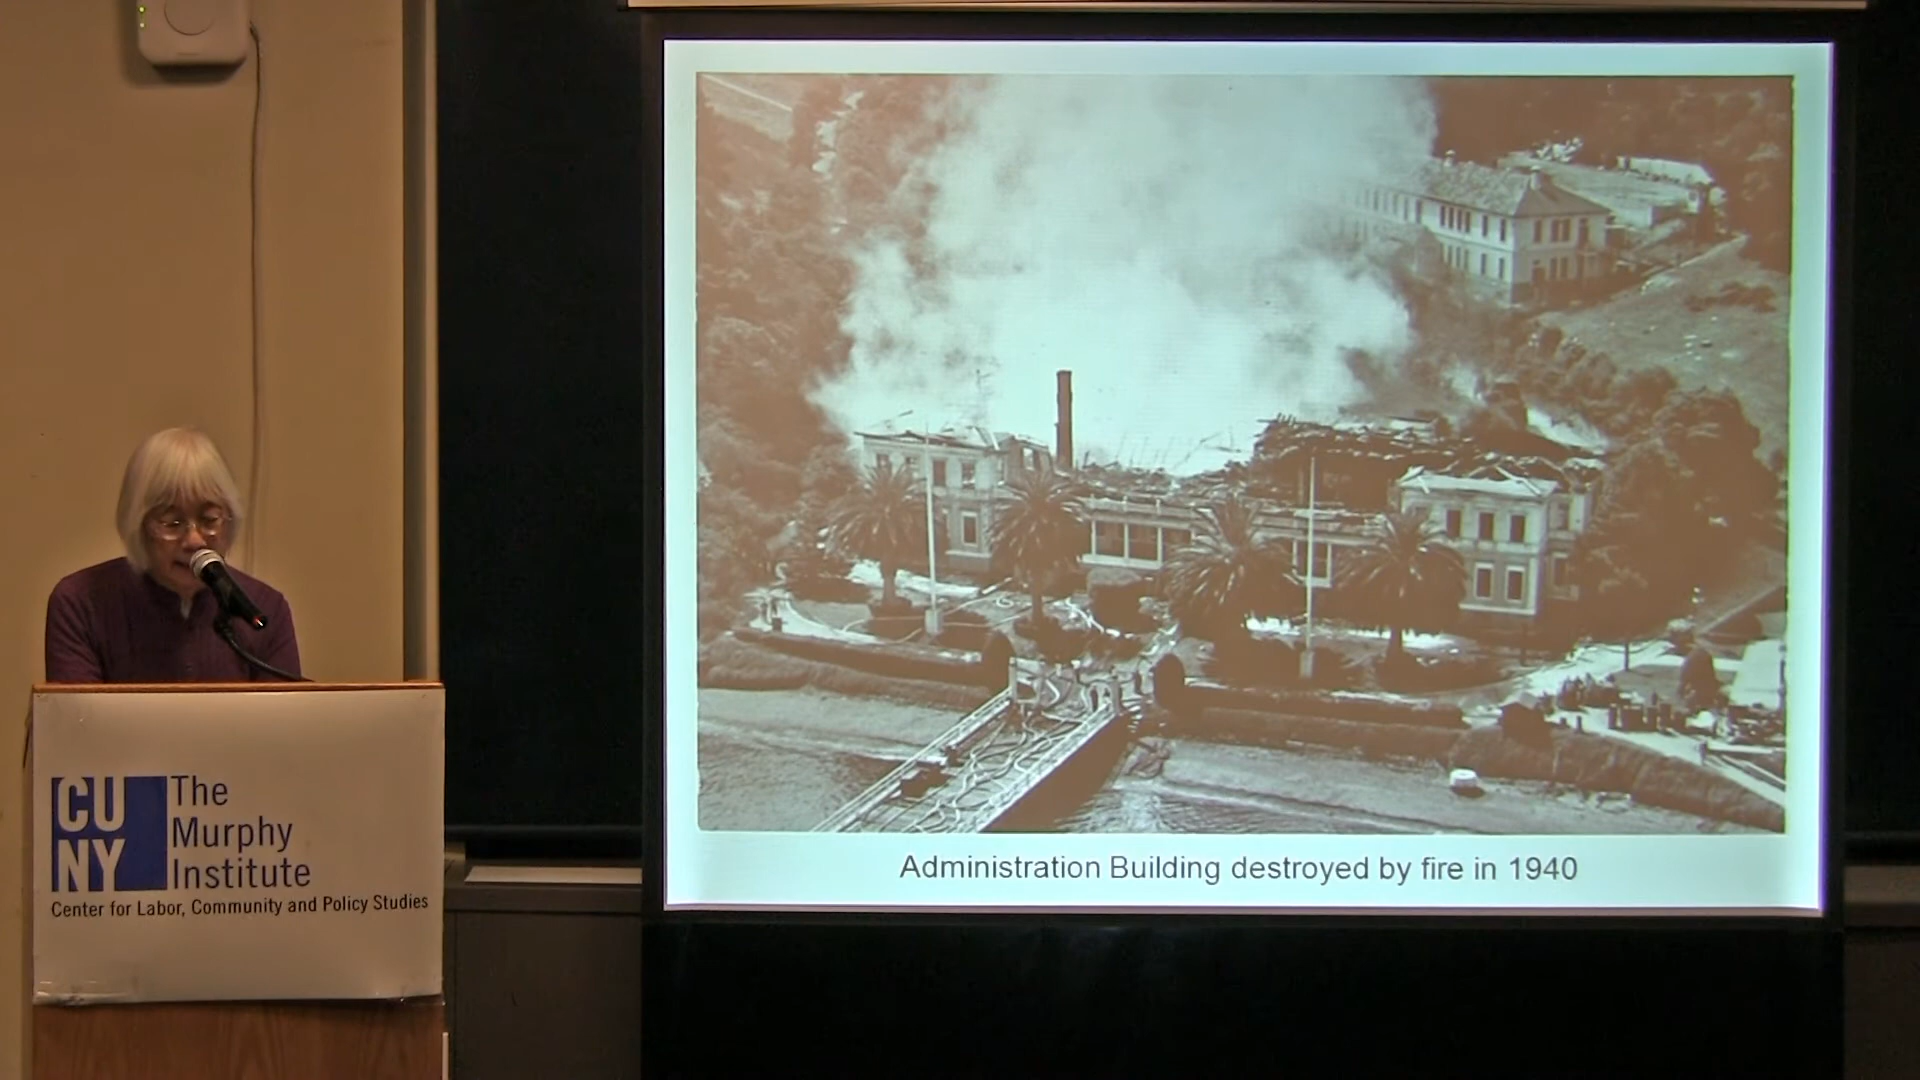 CU
NY
The
Murphy
Institute
Center for Labor, Community and Policy Studies
Administration Building destroyed by fire in 1940